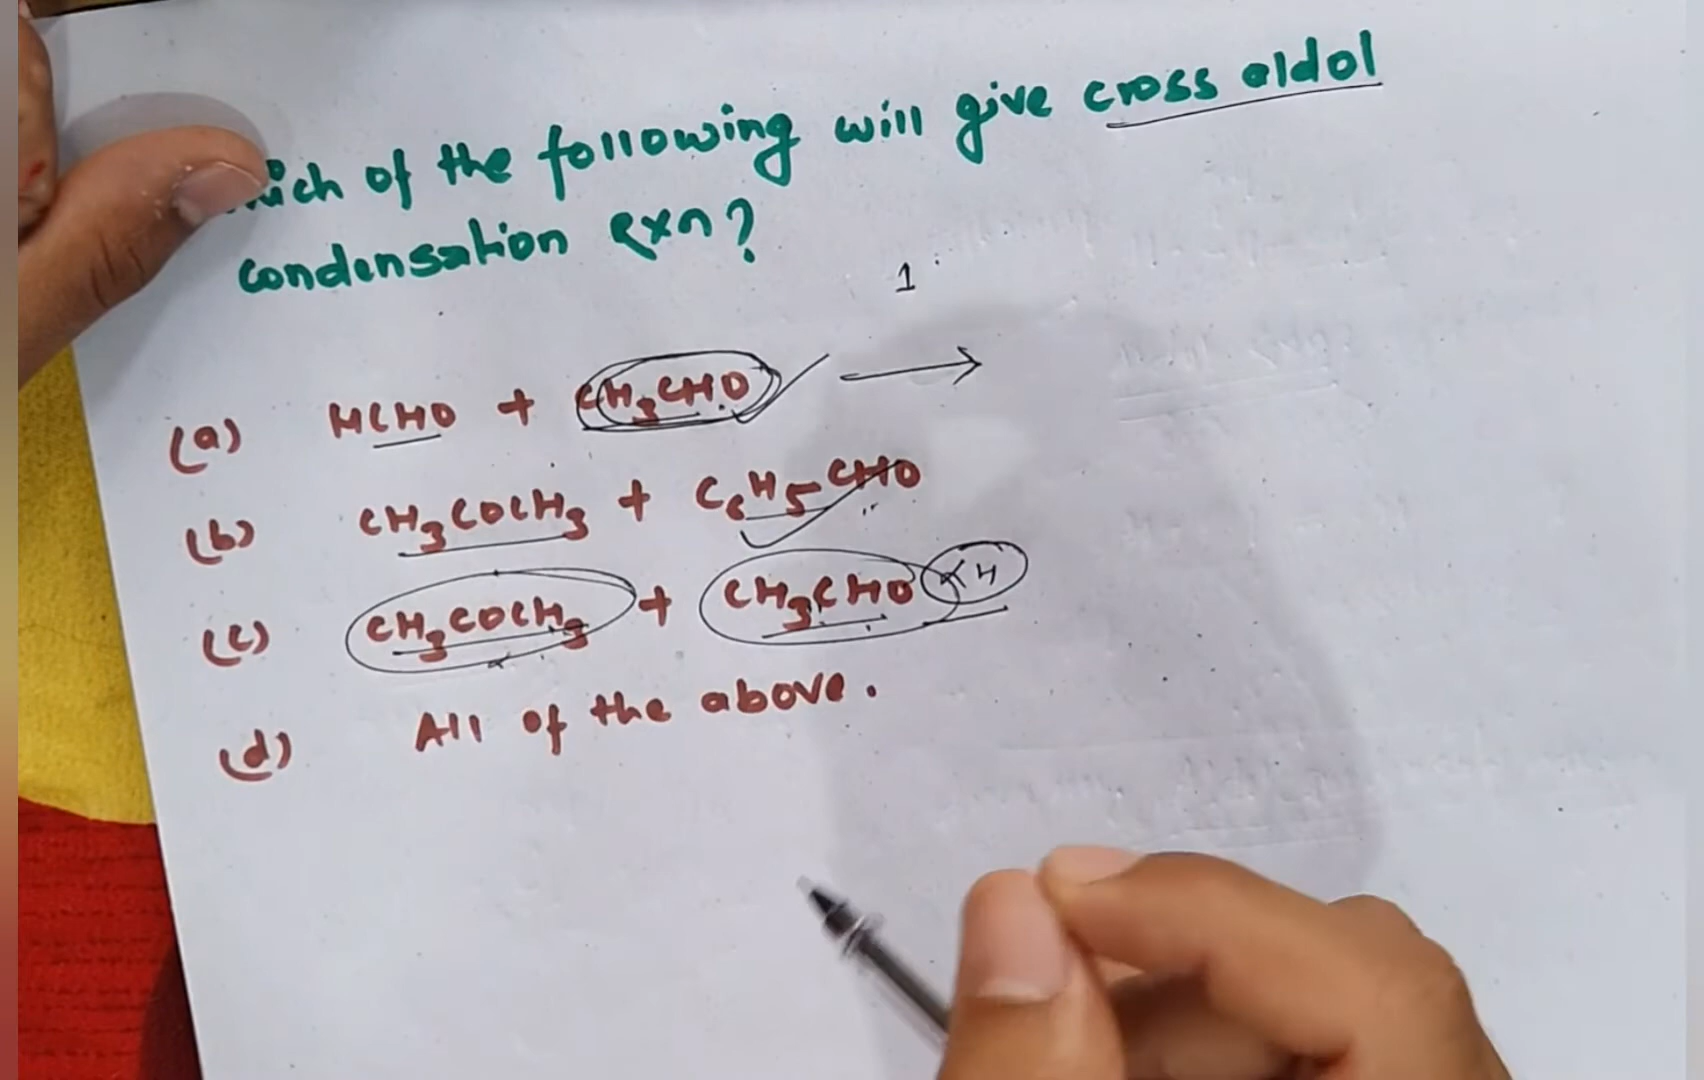 ich of the following will give cross aldol
condensation Rxn?
1
(a) HCHO + CH₃CHO →
(b) CH₃COCH₃ + C₆H₅CHO
(c) CH₃COCH₃ + CH₃CHO αH
(d) All of the above.